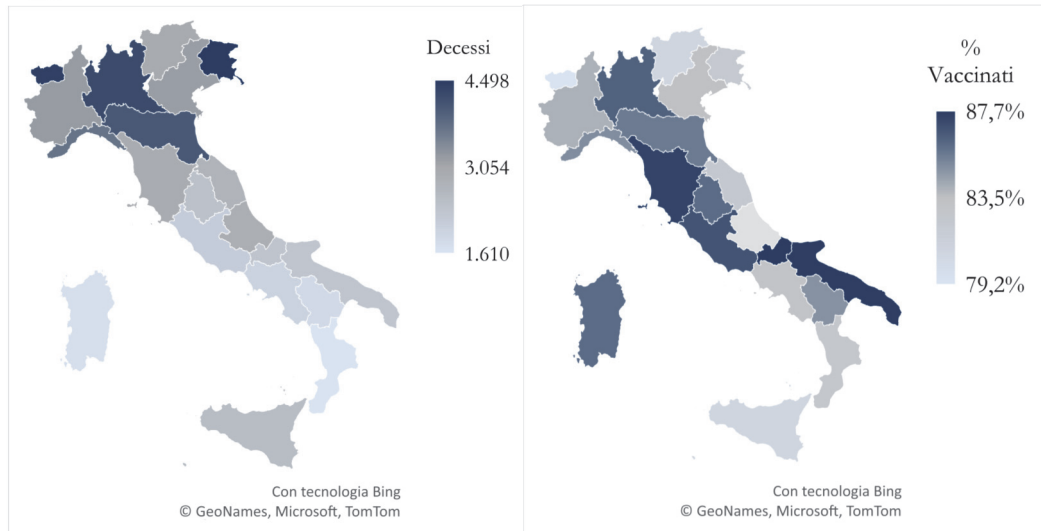 Decessi
4.498
3.054
1.610
Con tecnologia Bing
© GeoNames, Microsoft, TomTom
%
Vaccinati
87,7%
83,5%
79,2%
Con tecnologia Bing
© GeoNames, Microsoft, TomTom